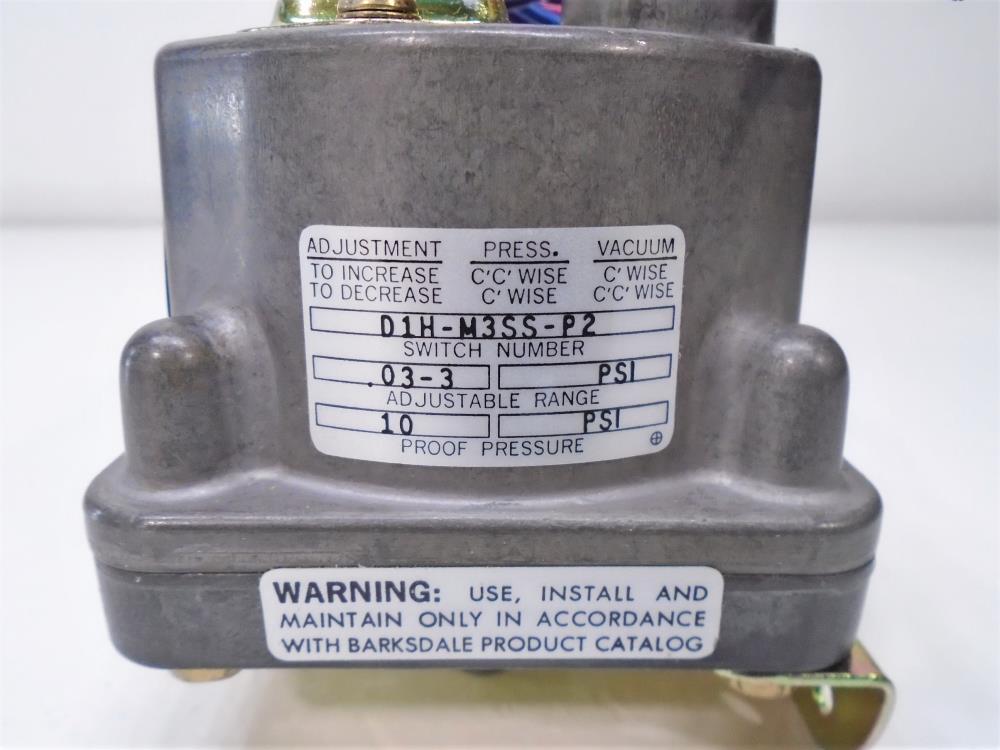 ADJUSTMENT PRESS. VACUUM
TO INCREASE C'C' WISE C' WISE
TO DECREASE C' WISE C'C' WISE
D1H-M3SS-P2
SWITCH NUMBER
.03-3 PSI
ADJUSTABLE RANGE
10 PSI
PROOF PRESSURE
WARNING: USE, INSTALL AND
MAINTAIN ONLY IN ACCORDANCE
WITH BARKSDALE PRODUCT CATALOG